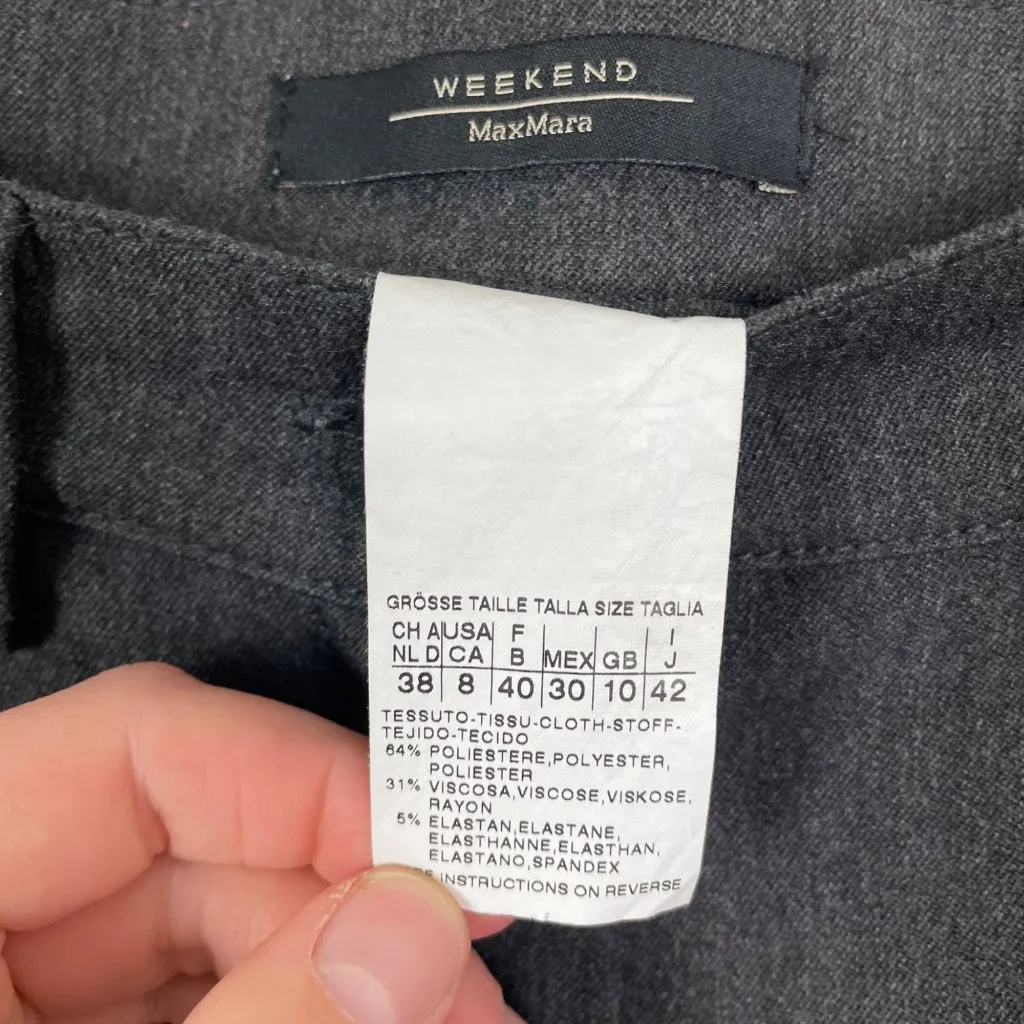 WEEKEND
MaxMara
GRÖSSE TAILLE TALLA SIZE TAGLIA
CH A USA F MEX GB I
NL D CA B J
38 8 40 30 10 42
TESSUTO-TISSU-CLOTH-STOFF-
TEJIDO-TECIDO
64% POLIESTERE,POLYESTER,
POLIESTER
31% VISCOSA,VISCOSE,VISKOSE,
RAYON
5% ELASTAN,ELASTANE,
ELASTHANNE,ELASTHAN,
ELASTANO,SPANDEX
INSTRUCTIONS ON REVERSE